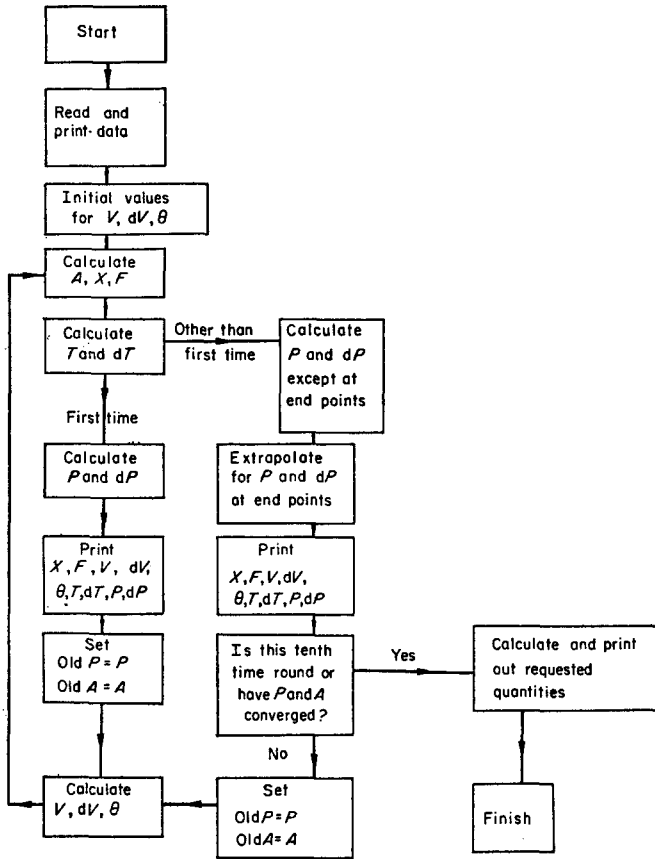 Start
Read and
print-data
Initial values
for V, dV, θ
Calculate
A, X, F
Calculate
T and dT
Other than
first time
Calculate
P and dP
except at
end points
First time
Calculate
P and dP
Extrapolate
for P and dP
at end points
Print
X, F, V, dV,
θ, T, dT, P, dP
Print
X, F, V, dV,
θ, T, dT, P, dP
Set
Old P = P
Old A = A
Is this tenth
time round or
have P and A
converged?
Yes
Calculate and print
out requested
quantities
No
Calculate
V, dV, θ
Set
Old P = P
Old A = A
Finish